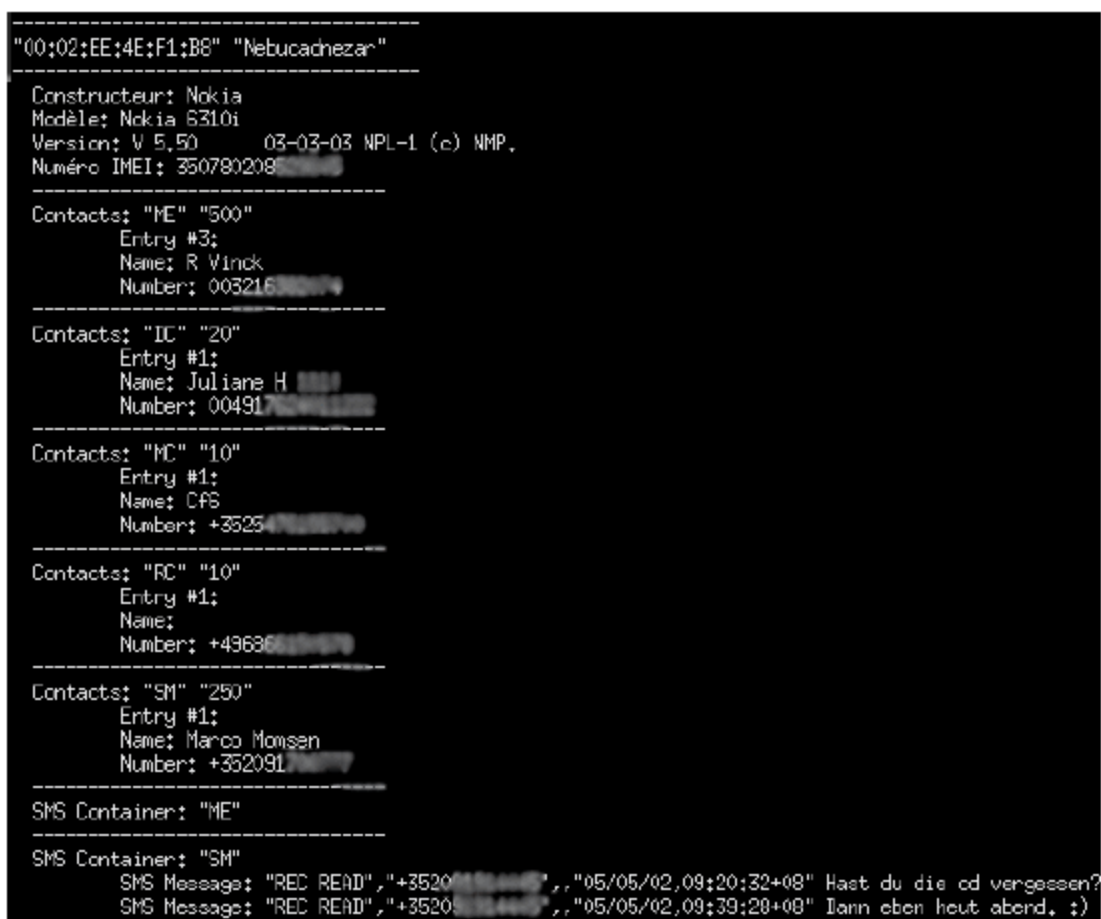 "00:02:EE:4E:F1:B8" "Nebucadnezar"
Constructeur: Nokia
Modèle: Nokia 6310i
Version: V 5.50 03-03-03 NPL-1 (c) NMP.
Numéro IMEI: 350780208
Contacts: "ME" "500"
Entry #3:
Name: R Vinck
Number: 003216
Contacts: "DC" "20"
Entry #1:
Name: Juliane H
Number: 00491
Contacts: "MC" "10"
Entry #1:
Name: CfS
Number: +35254
Contacts: "RC" "10"
Entry #1:
Name:
Number: +49686
Contacts: "SM" "250"
Entry #1:
Name: Marco Momsen
Number: +352091
SMS Container: "ME"
SMS Container: "SM"
SMS Message: "REC READ","+3520 ",,"05/05/02,09:20:32+08" Hast du die cd vergessen?
SMS Message: "REC READ","+3520 ",,"05/05/02,09:39:28+08" Dann eben heut abend. :)